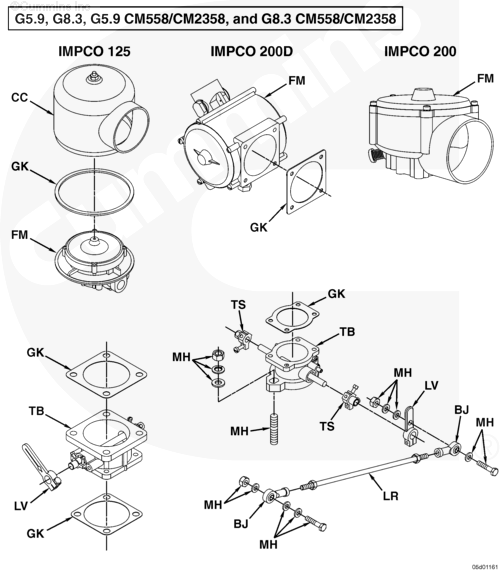 ©Cummins Inc
G5.9, G8.3, G5.9 CM558/CM2358, and G8.3 CM558/CM2358
IMPCO 125 IMPCO 200D IMPCO 200
FM
FM
CC
GK
GK
FM
GK
TS
GK
TB
MH
MH
LV
TB
TS
BJ
MH
MH
LV
MH
LR
BJ
GK
MH
05d01161
Cummins